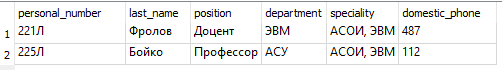 personal_number last_name position department speciality domestic_phone
1 221Л Фролов Доцент ЭВМ АСОИ, ЭВМ 487
2 225Л Бойко Профессор АСУ АСОИ, ЭВМ 112